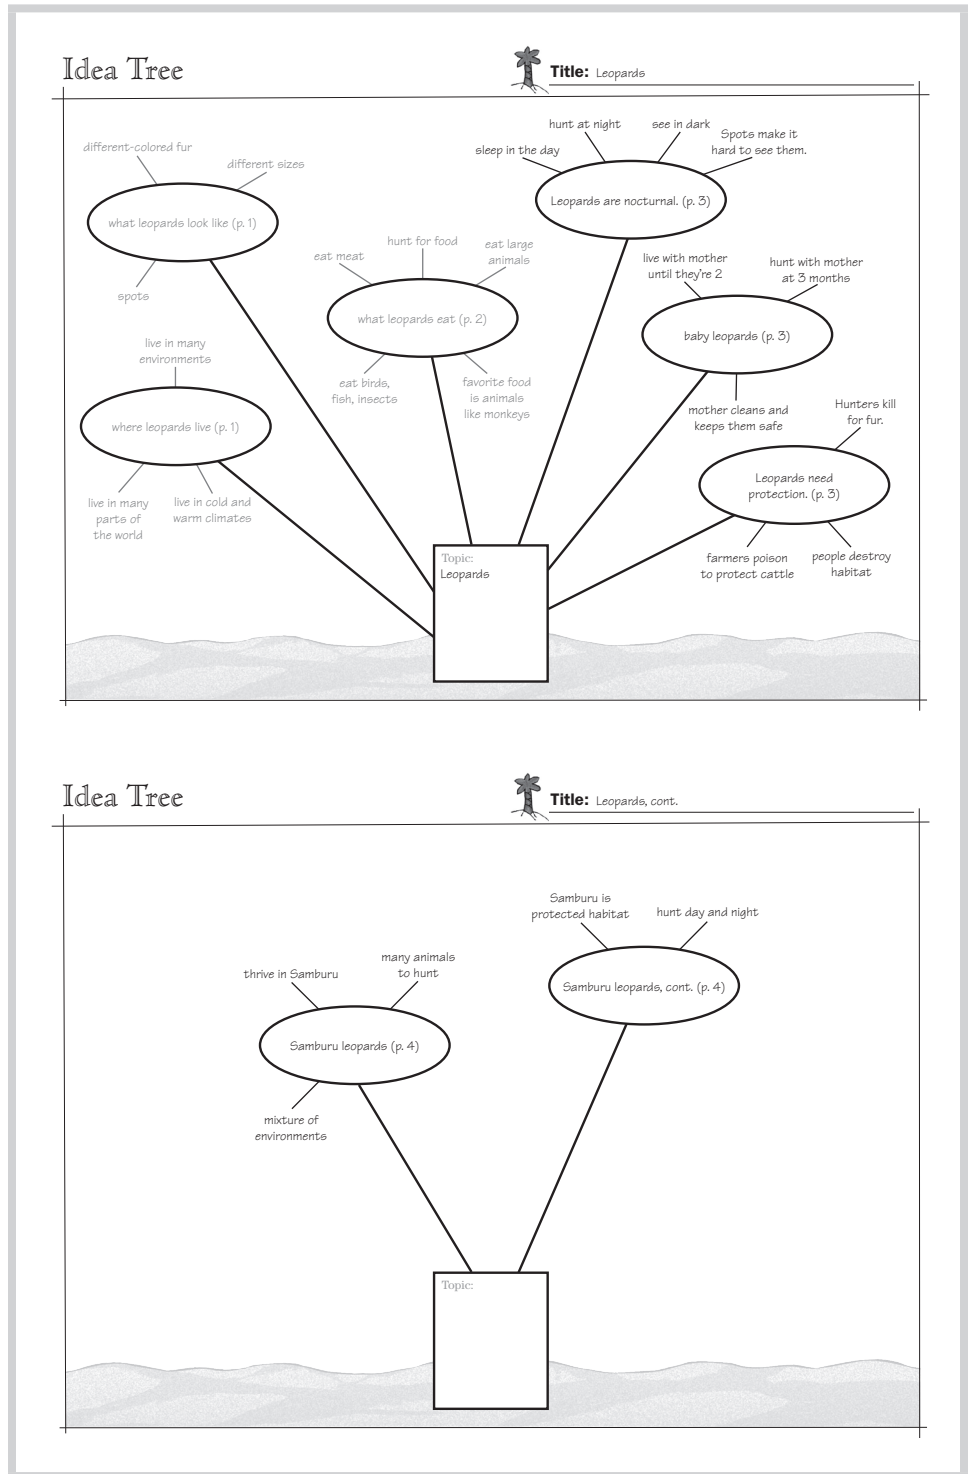 Idea Tree
Title: Leopards
different-colored fur
different sizes
what leopards look like (p. 1)
spots
live in many
environments
where leopards live (p. 1)
live in many
parts of
the world
live in cold and
warm climates
eat meat
hunt for food
eat large
animals
what leopards eat (p. 2)
eat birds,
fish, insects
favorite food
is animals
like monkeys
sleep in the day
hunt at night
see in dark
Spots make it
hard to see them.
Leopards are nocturnal. (p. 3)
live with mother
until they're 2
hunt with mother
at 3 months
baby leopards (p. 3)
mother cleans and
keeps them safe
Hunters kill
for fur.
Leopards need
protection. (p. 3)
farmers poison
to protect cattle
people destroy
habitat
Topic:
Leopards
Idea Tree
Title: Leopards, cont.
thrive in Samburu
many animals
to hunt
Samburu leopards (p. 4)
mixture of
environments
Samburu is
protected habitat
hunt day and night
Samburu leopards, cont. (p. 4)
Topic: